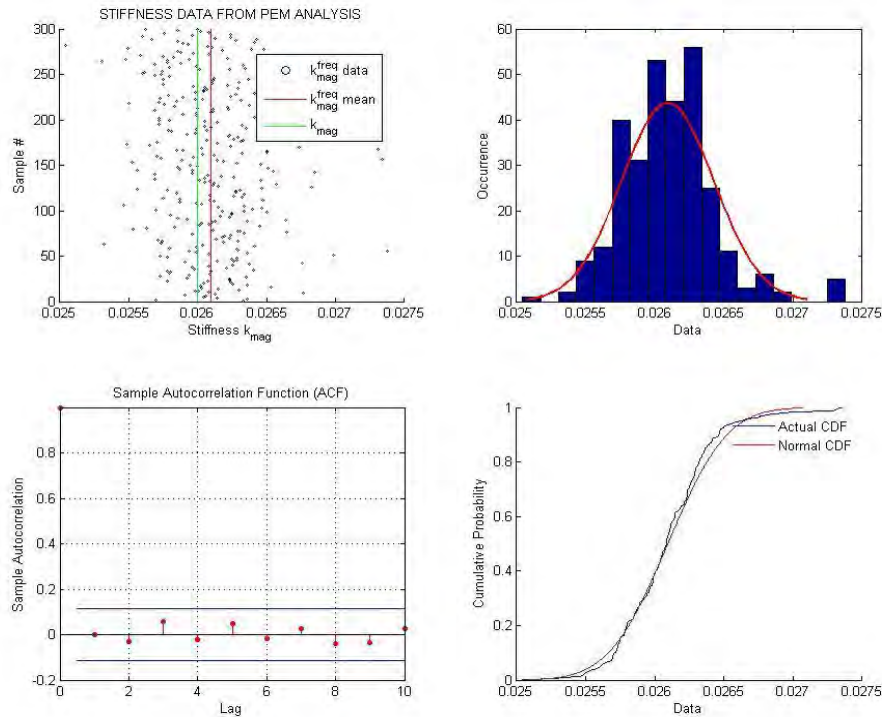 STIFFNESS DATA FROM PEM ANALYSIS
300
250
200
150
100
50
0
Sample #
k_mag^freq data
k_mag^freq mean
k_mag
0.025 0.0255 0.026 0.0265 0.027 0.0275
Stiffness k_mag
60
50
40
30
20
10
0
Occurrence
0.025 0.0255 0.026 0.0265 0.027 0.0275
Data
Sample Autocorrelation Function (ACF)
0.8
0.6
0.4
0.2
0
-0.2
Sample Autocorrelation
0 2 4 6 8 10
Lag
1
0.8
0.6
0.4
0.2
0
Cumulative Probability
Actual CDF
Normal CDF
0.025 0.0255 0.026 0.0265 0.027 0.0275
Data